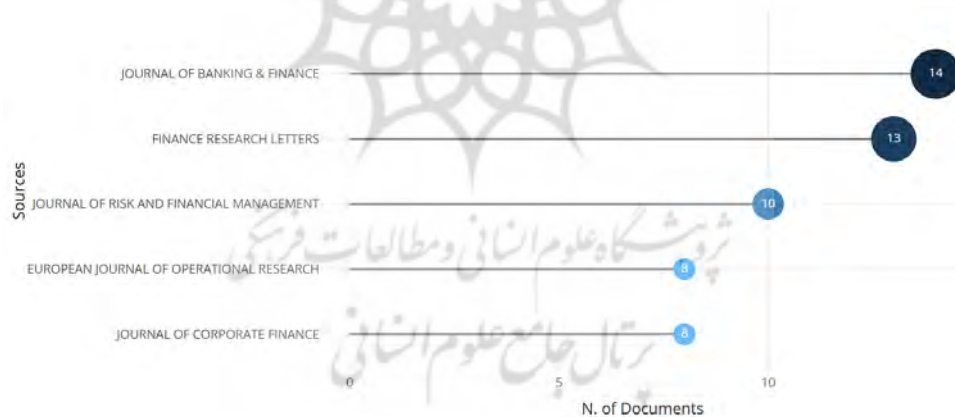 Sources
JOURNAL OF BANKING & FINANCE 14
FINANCE RESEARCH LETTERS 13
JOURNAL OF RISK AND FINANCIAL MANAGEMENT 10
پژوهشگاه علوم انسانی و مطالعات فرهنگی
EUROPEAN JOURNAL OF OPERATIONAL RESEARCH 8
JOURNAL OF CORPORATE FINANCE 8
پرتال جامع علوم انسانی
0 5 10
N. of Documents